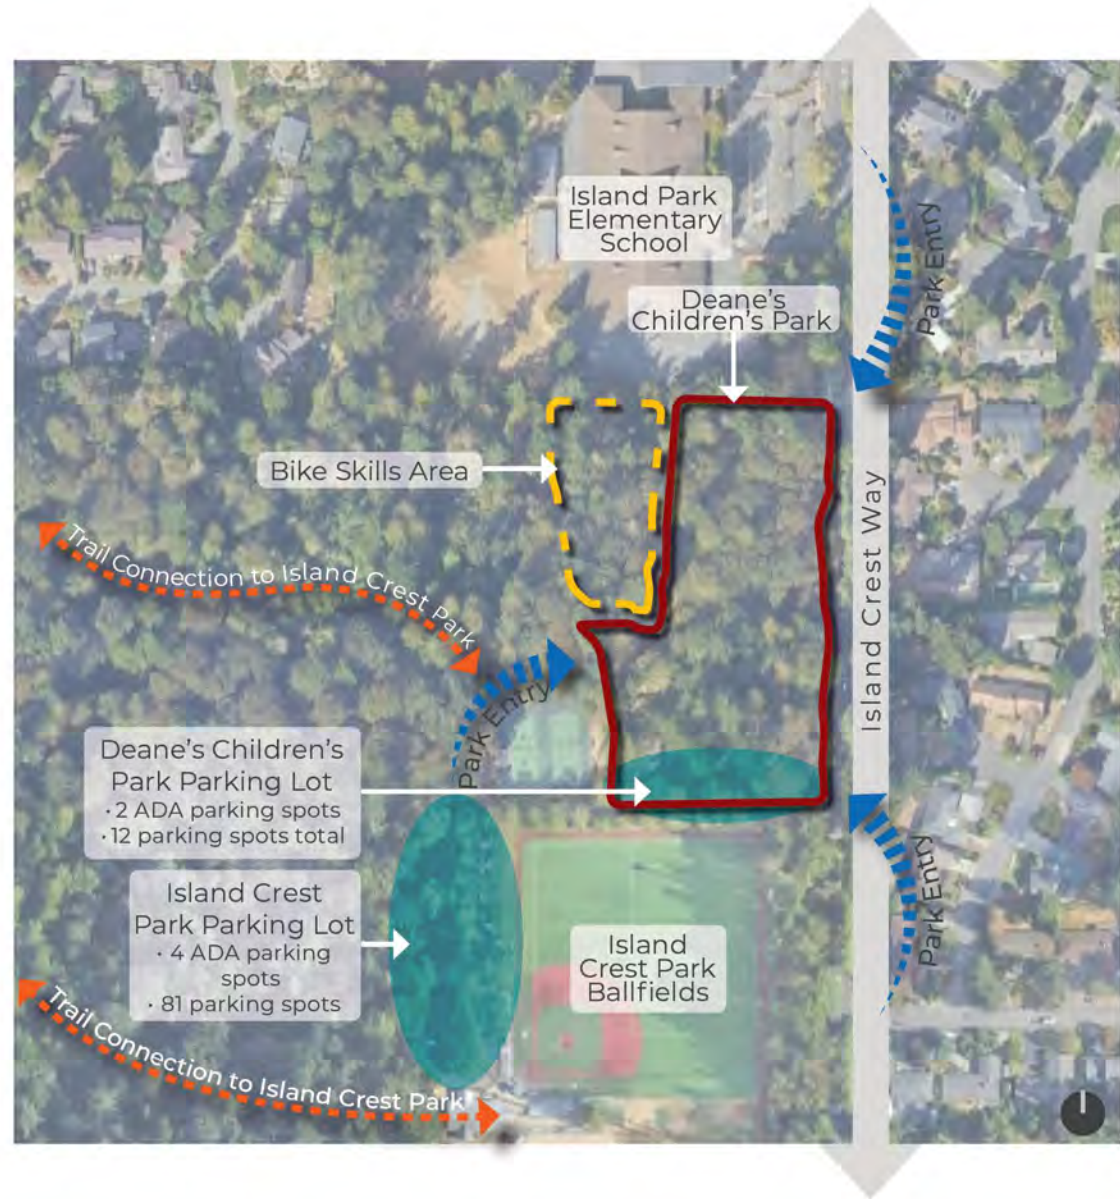 Island Park
Elementary
School
Deane's
Children's Park
Park Entry
Bike Skills Area
Island Crest Way
Trail Connection to Island Crest Park
Park Entry
Deane's Children's
Park Parking Lot
· 2 ADA parking spots
· 12 parking spots total
Island Crest
Park Parking Lot
· 4 ADA parking
spots
· 81 parking spots
Island
Crest Park
Ballfields
Park Entry
Trail Connection to Island Crest Park